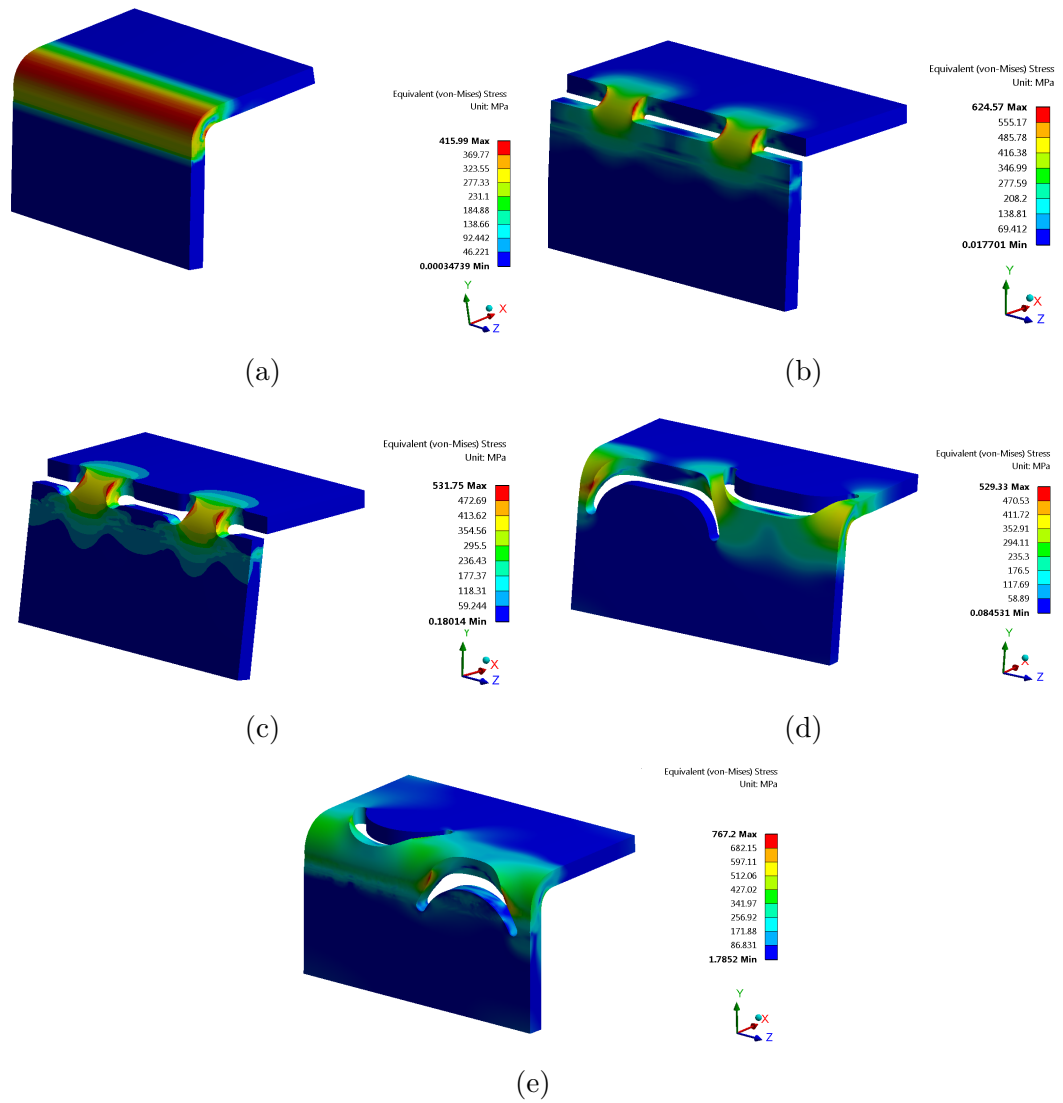 Equivalent (von-Mises) Stress
Unit: MPa
415.99 Max
369.77
323.55
277.33
231.1
184.88
138.66
92.442
46.221
0.00034739 Min
Y
X
Z
(a)
Equivalent (von-Mises) Stress
Unit: MPa
624.57 Max
555.17
485.78
416.38
346.99
277.59
208.2
138.81
69.412
0.017701 Min
Y
X
Z
(b)
Equivalent (von-Mises) Stress
Unit: MPa
531.75 Max
472.69
413.62
354.56
295.5
236.43
177.37
118.31
59.244
0.18014 Min
Y
X
Z
(c)
Equivalent (von-Mises) Stress
Unit: MPa
529.33 Max
470.53
411.72
352.91
294.11
235.3
176.5
117.69
58.89
0.084531 Min
Y
X
Z
(d)
Equivalent (von-Mises) Stress
Unit: MPa
767.2 Max
682.15
597.11
512.06
427.02
341.97
256.92
171.88
86.831
1.7852 Min
Y
X
Z
(e)